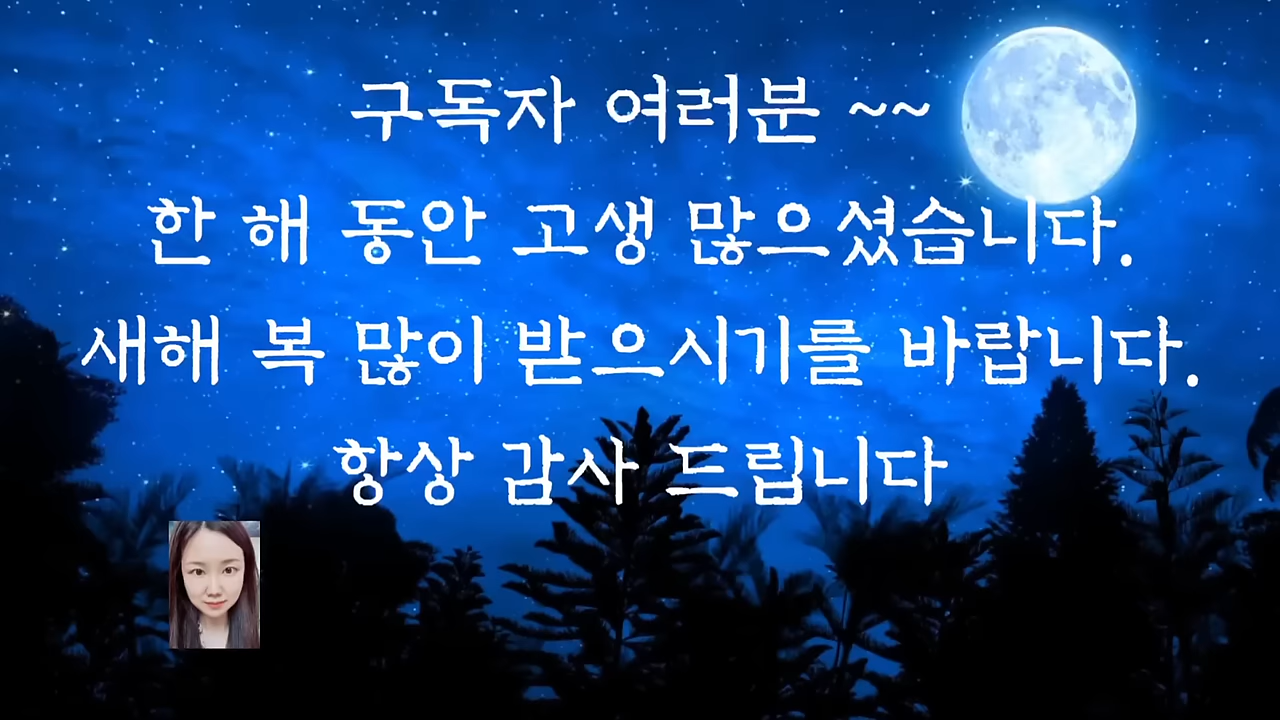 구독자 여러분 ~~
한 해 동안 고생 많으셨습니다.
새해 복 많이 받으시기를 바랍니다.
항상 감사 드립니다